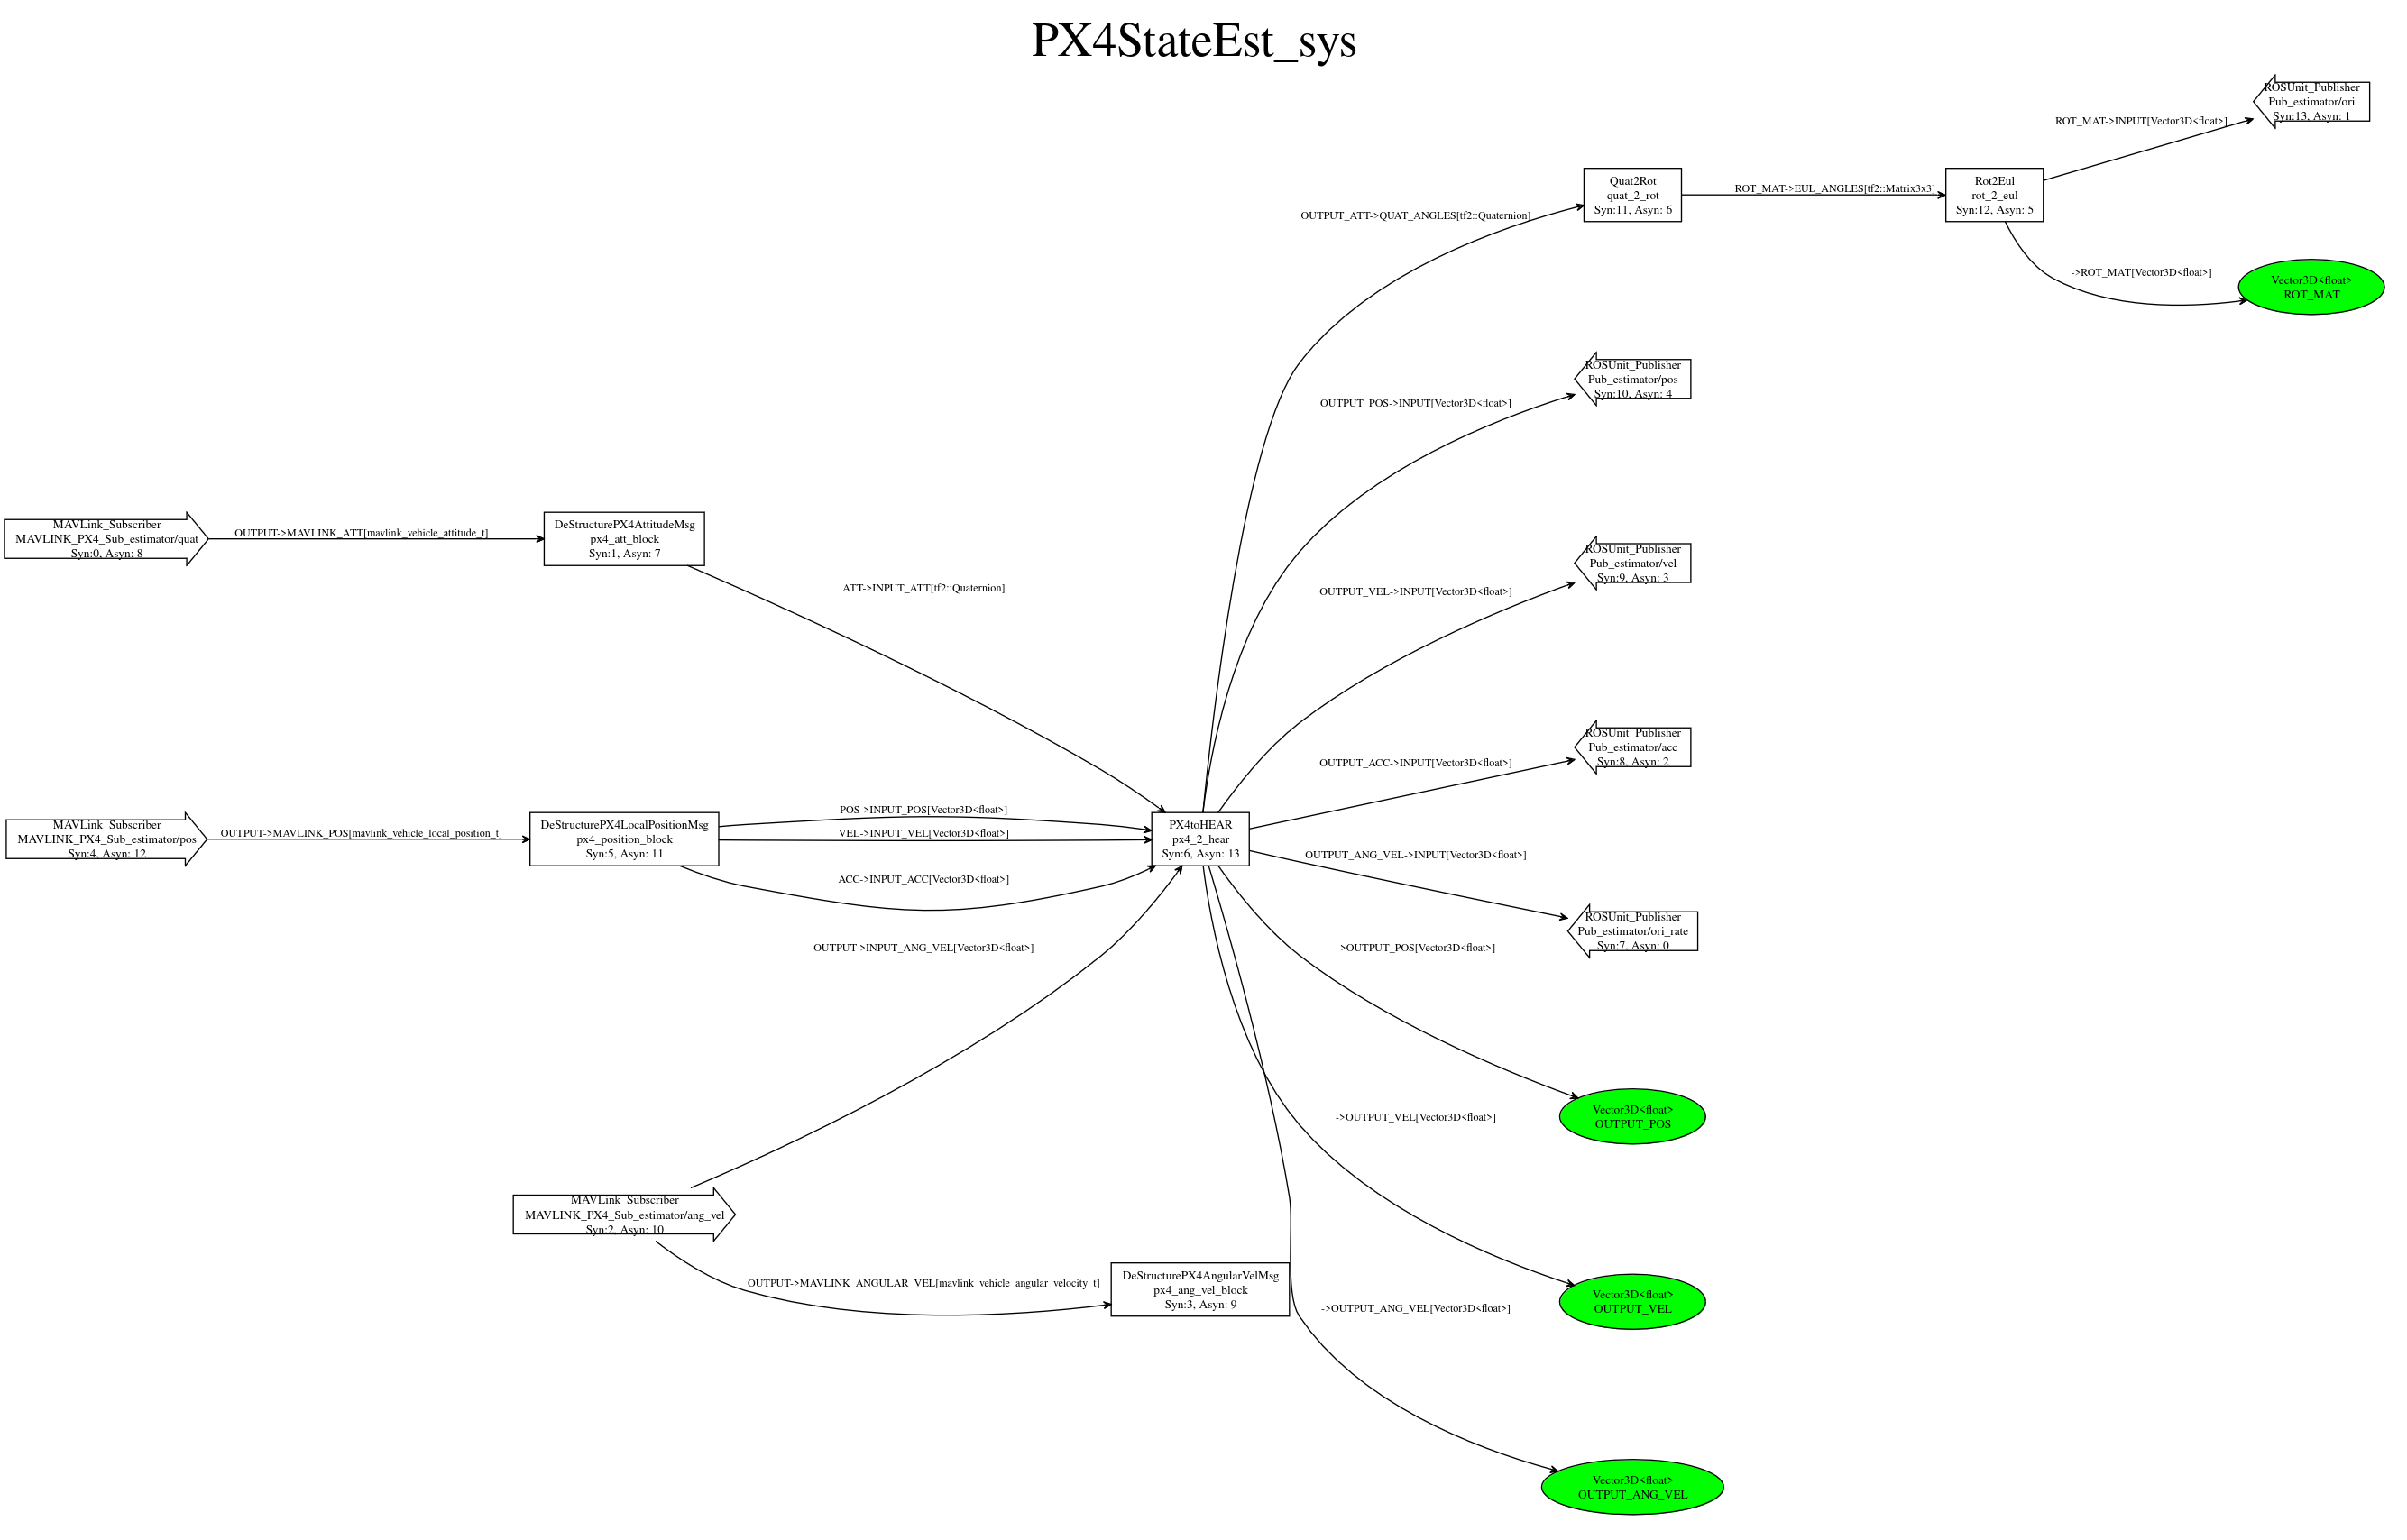 PX4StateEst_sys
ROSUnit_Publisher
Pub_estimator/ori
Syn:13, Asyn: 1
ROT_MAT->INPUT[Vector3D<float>]
Quat2Rot
quat_2_rot
Syn:11, Asyn: 6
ROT_MAT->EUL_ANGLES[tf2::Matrix3x3]
Rot2Eul
rot_2_eul
Syn:12, Asyn: 5
OUTPUT_ATT->QUAT_ANGLES[tf2::Quaternion]
->ROT_MAT[Vector3D<float>]
Vector3D<float>
ROT_MAT
ROSUnit_Publisher
Pub_estimator/pos
Syn:10, Asyn: 4
OUTPUT_POS->INPUT[Vector3D<float>]
MAVLink_Subscriber
MAVLINK_PX4_Sub_estimator/quat
Syn:0, Asyn: 8
OUTPUT->MAVLINK_ATT[mavlink_vehicle_attitude_t]
DeStructurePX4AttitudeMsg
px4_att_block
Syn:1, Asyn: 7
ATT->INPUT_ATT[tf2::Quaternion]
ROSUnit_Publisher
Pub_estimator/vel
Syn:9, Asyn: 3
OUTPUT_VEL->INPUT[Vector3D<float>]
ROSUnit_Publisher
Pub_estimator/acc
Syn:8, Asyn: 2
OUTPUT_ACC->INPUT[Vector3D<float>]
MAVLink_Subscriber
MAVLINK_PX4_Sub_estimator/pos
Syn:4, Asyn: 12
OUTPUT->MAVLINK_POS[mavlink_vehicle_local_position_t]
DeStructurePX4LocalPositionMsg
px4_position_block
Syn:5, Asyn: 11
POS->INPUT_POS[Vector3D<float>]
VEL->INPUT_VEL[Vector3D<float>]
ACC->INPUT_ACC[Vector3D<float>]
PX4toHEAR
px4_2_hear
Syn:6, Asyn: 13
OUTPUT_ANG_VEL->INPUT[Vector3D<float>]
ROSUnit_Publisher
Pub_estimator/ori_rate
Syn:7, Asyn: 0
OUTPUT->INPUT_ANG_VEL[Vector3D<float>]
->OUTPUT_POS[Vector3D<float>]
Vector3D<float>
OUTPUT_POS
->OUTPUT_VEL[Vector3D<float>]
MAVLink_Subscriber
MAVLINK_PX4_Sub_estimator/ang_vel
Syn:2, Asyn: 10
OUTPUT->MAVLINK_ANGULAR_VEL[mavlink_vehicle_angular_velocity_t]
DeStructurePX4AngularVelMsg
px4_ang_vel_block
Syn:3, Asyn: 9
Vector3D<float>
OUTPUT_VEL
->OUTPUT_ANG_VEL[Vector3D<float>]
Vector3D<float>
OUTPUT_ANG_VEL